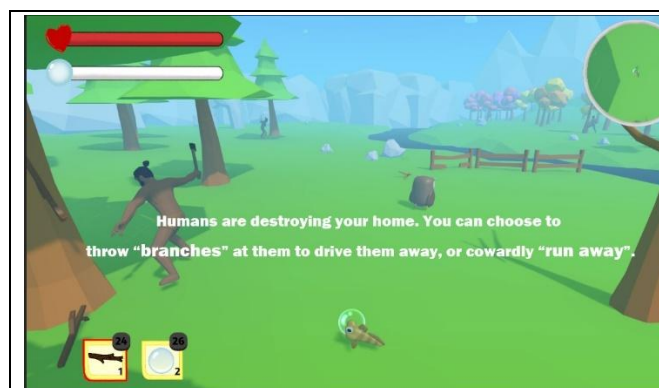 Humans are destroying your home. You can choose to
throw “branches” at them to drive them away, or cowardly “run away”.
24
26
1
2